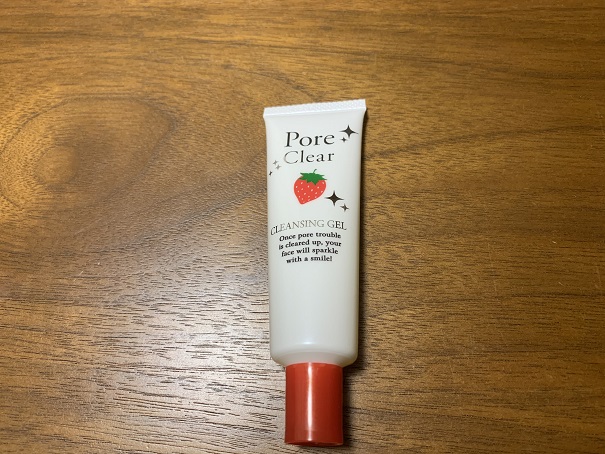 Pore
Clear
CLEANSING GEL
Once pore trouble
is cleared up, your
face will sparkle
with a smile!